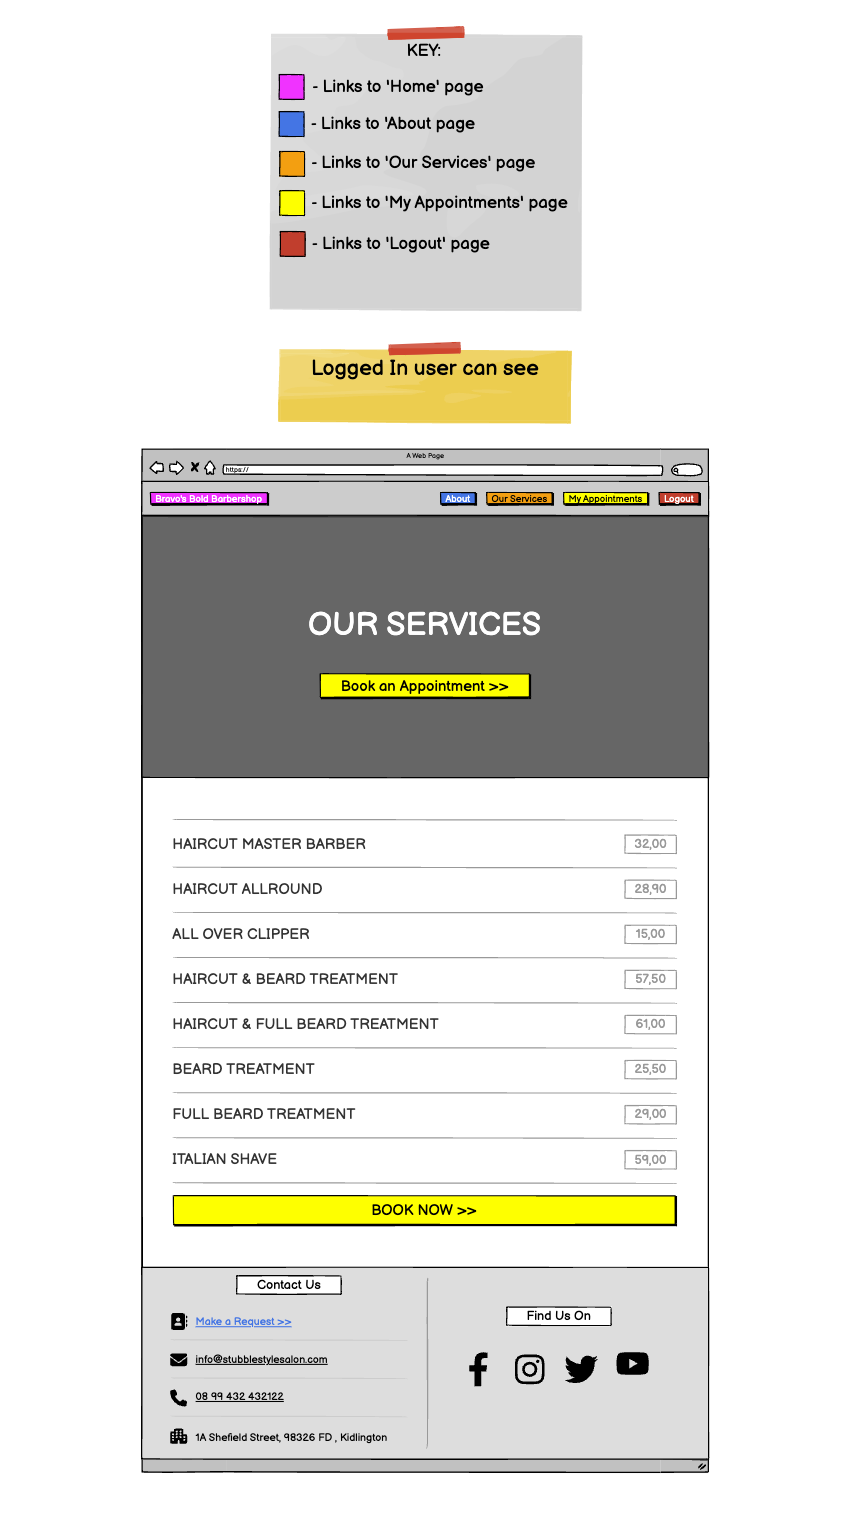 KEY:
- Links to 'Home' page
- Links to 'About page
- Links to 'Our Services' page
- Links to 'My Appointments' page
- Links to 'Logout' page
Logged In user can see
A Web Page
https://
Bravo's Bold Barbershop About Our Services My Appointments Logout
OUR SERVICES
Book an Appointment >>
HAIRCUT MASTER BARBER 32,00
HAIRCUT ALLROUND 28,90
ALL OVER CLIPPER 15,00
HAIRCUT & BEARD TREATMENT 57,50
HAIRCUT & FULL BEARD TREATMENT 61,00
BEARD TREATMENT 25,50
FULL BEARD TREATMENT 29,00
ITALIAN SHAVE 59,00
BOOK NOW >>
Contact Us
Make a Request >>
info@stubblestylesalon.com
08 99 432 432122
1A Shefield Street, 98326 FD , Kidlington
Find Us On